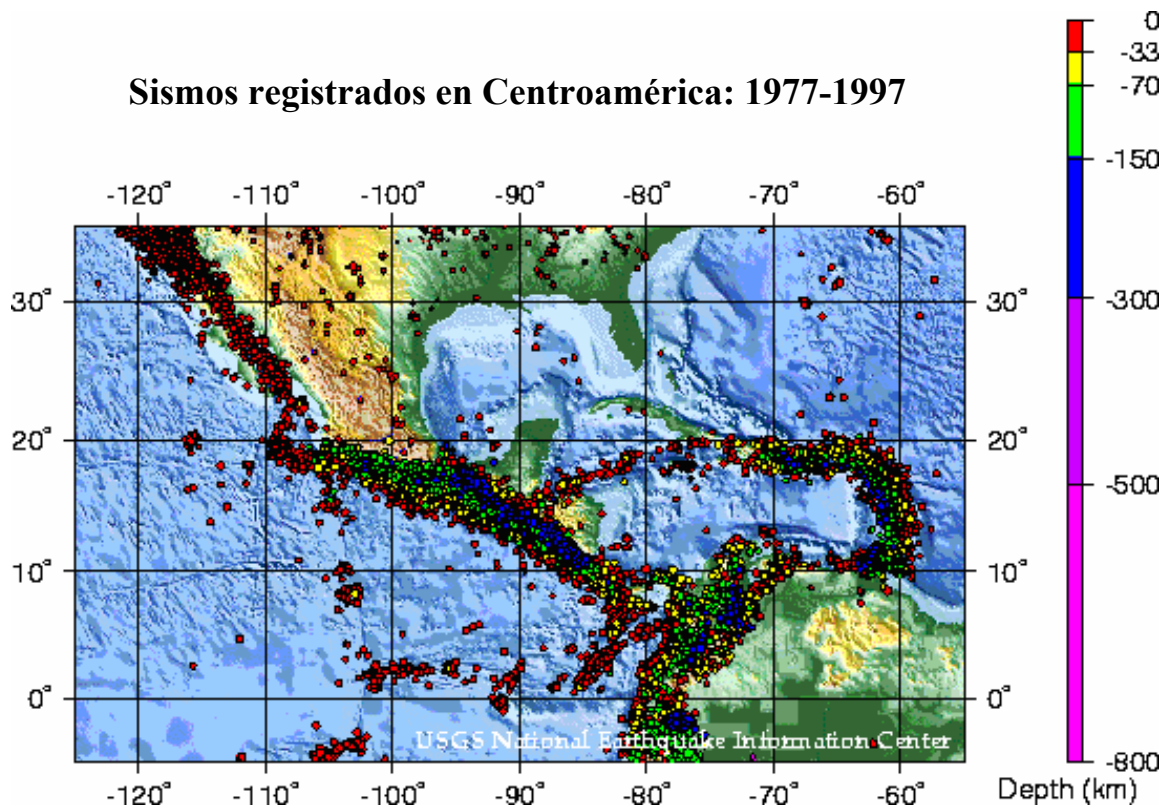 Sismos registrados en Centroamérica: 1977-1997
0
-33
-70
-150
-300
-500
-800
Depth (km)
-120° -110° -100° -90° -80° -70° -60°
30° 30°
20° 20°
10° 10°
0° 0°
USGS National Earthquake Information Center
-120° -110° -100° -90° -80° -70° -60°